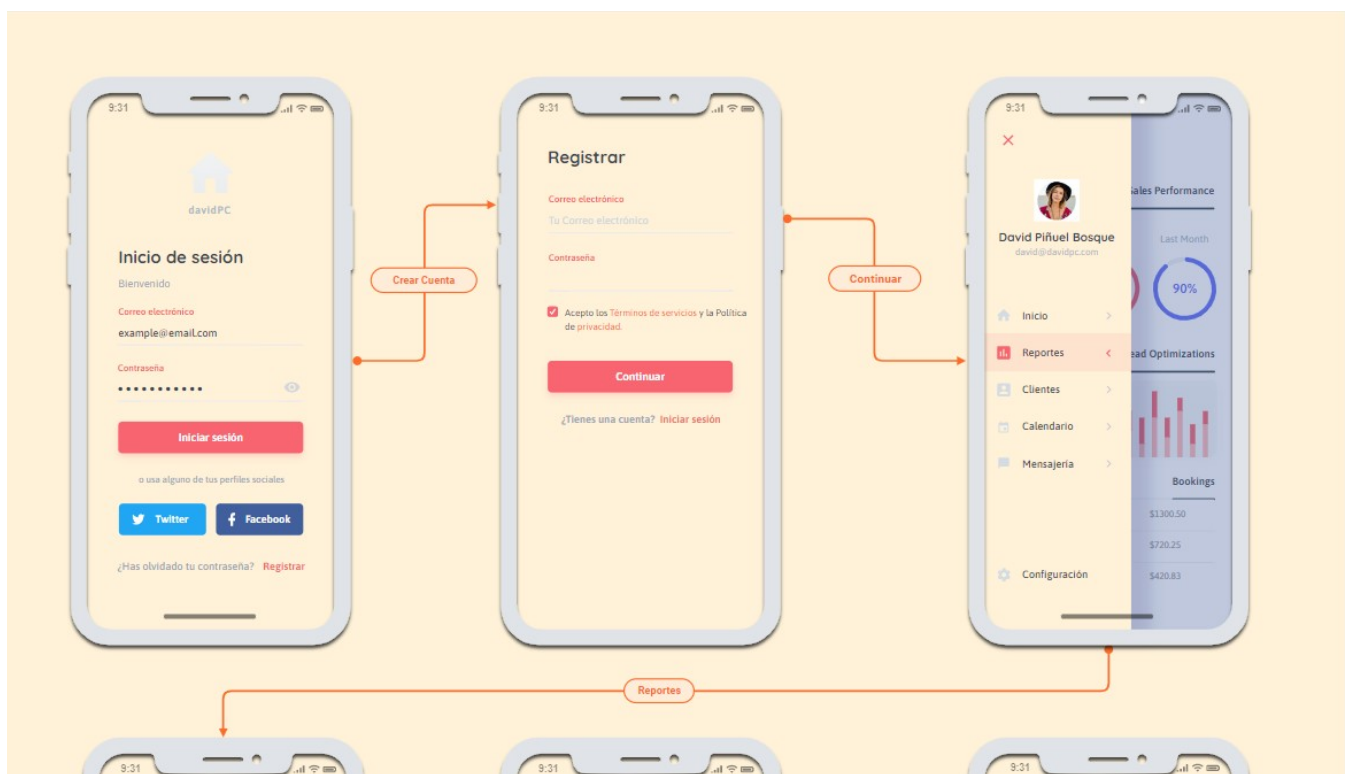 9:31
davidPC
Inicio de sesión
Bienvenido
Correo electrónico
example@email.com
Contraseña
Iniciar sesión
o usa alguno de tus perfiles sociales
Twitter
Facebook
¿Has olvidado tu contraseña? Registrar
Crear Cuenta
9:31
Registrar
Correo electrónico
Tu Correo electrónico
Contraseña
Acepto los Términos de servicios y la Política
de privacidad.
Continuar
¿Tienes una cuenta? Iniciar sesión
Continuar
9:31
David Piñuel Bosque
david@davidpc.com
Inicio
Reportes
Clientes
Calendario
Mensajería
Configuración
Sales Performance
Last Month
90%
ead Optimizations
Bookings
$1300.50
$720.25
$420.83
Reportes
9:31
9:31
9:31